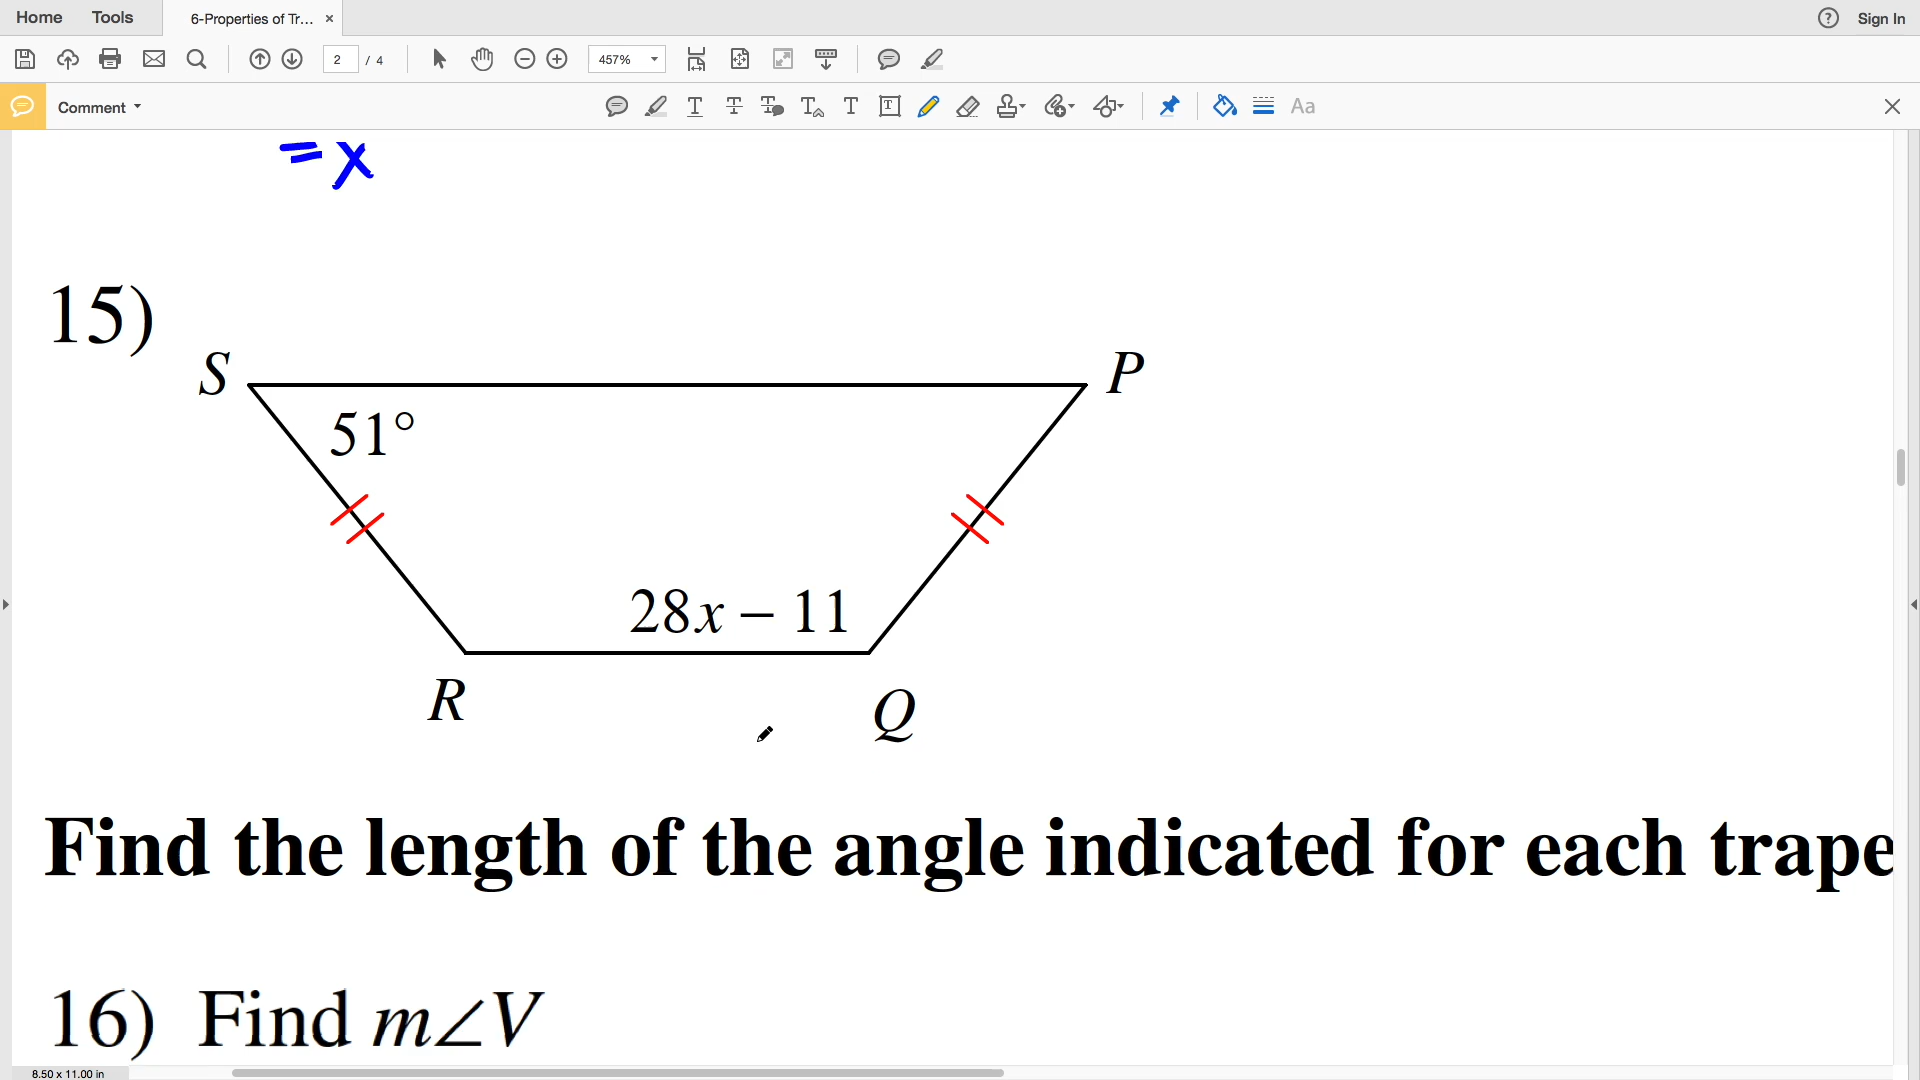 Home Tools 6-Properties of Tr... × ? Sign In
2 / 4 457%
Comment Aa
=x
15)
S P
51°
28x – 11
R Q
Find the length of the angle indicated for each trape
16) Find m∠V
8.50 x 11.00 in